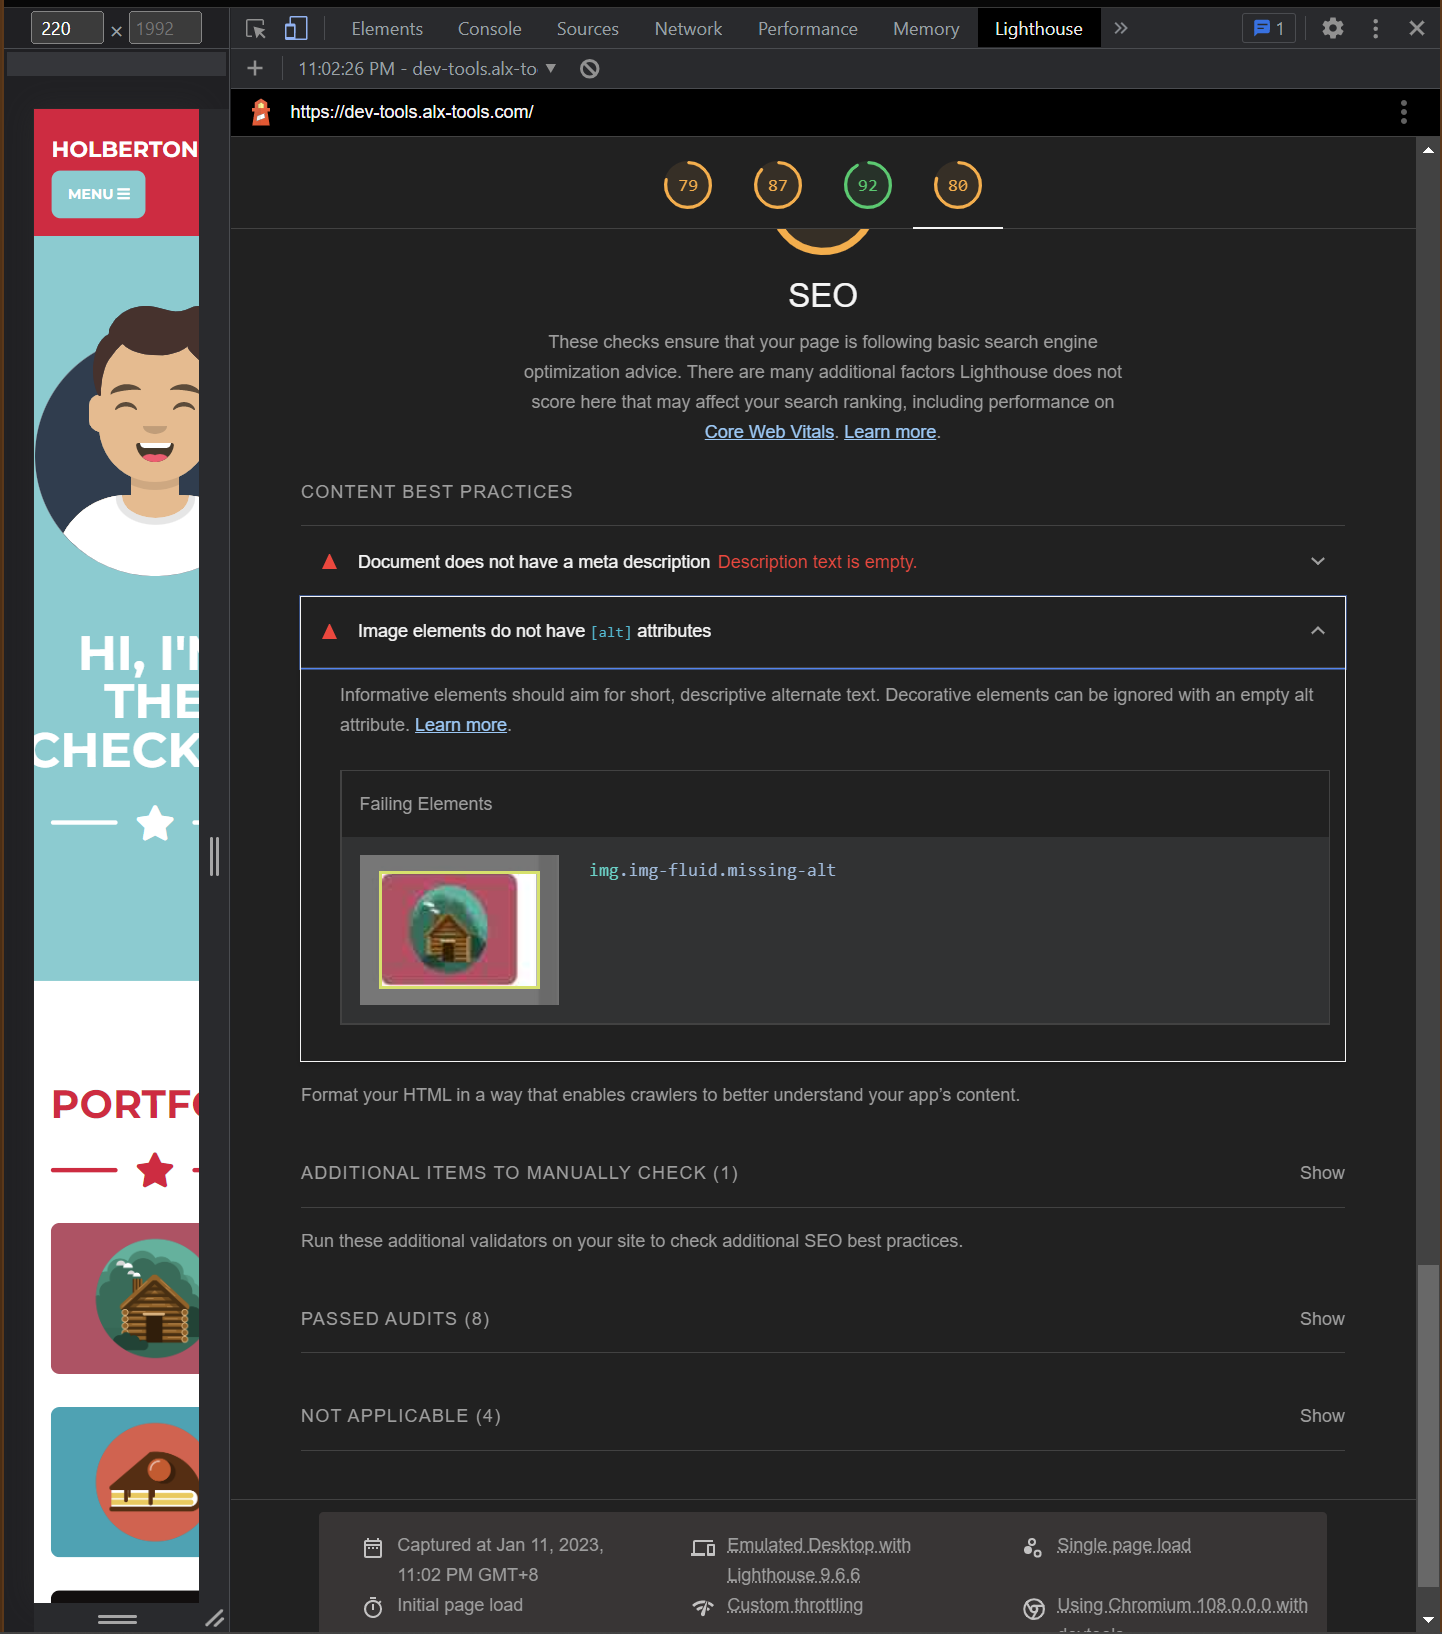 220 × 1992
Elements Console Sources Network Performance Memory Lighthouse » 1
11:02:26 PM - dev-tools.alx-to
https://dev-tools.alx-tools.com/
79 87 92 80
HOLBERTON
MENU
HI, I'
THE
CHECK
PORTF
SEO
These checks ensure that your page is following basic search engine
optimization advice. There are many additional factors Lighthouse does not
score here that may affect your search ranking, including performance on
Core Web Vitals. Learn more.
CONTENT BEST PRACTICES
Document does not have a meta description Description text is empty.
Image elements do not have [alt] attributes
Informative elements should aim for short, descriptive alternate text. Decorative elements can be ignored with an empty alt
attribute. Learn more.
Failing Elements
img.img-fluid.missing-alt
Format your HTML in a way that enables crawlers to better understand your app’s content.
ADDITIONAL ITEMS TO MANUALLY CHECK (1) Show
Run these additional validators on your site to check additional SEO best practices.
PASSED AUDITS (8) Show
NOT APPLICABLE (4) Show
Captured at Jan 11, 2023,
11:02 PM GMT+8
Emulated Desktop with
Lighthouse 9.6.6
Single page load
Initial page load
Custom throttling
Using Chromium 108.0.0.0 with